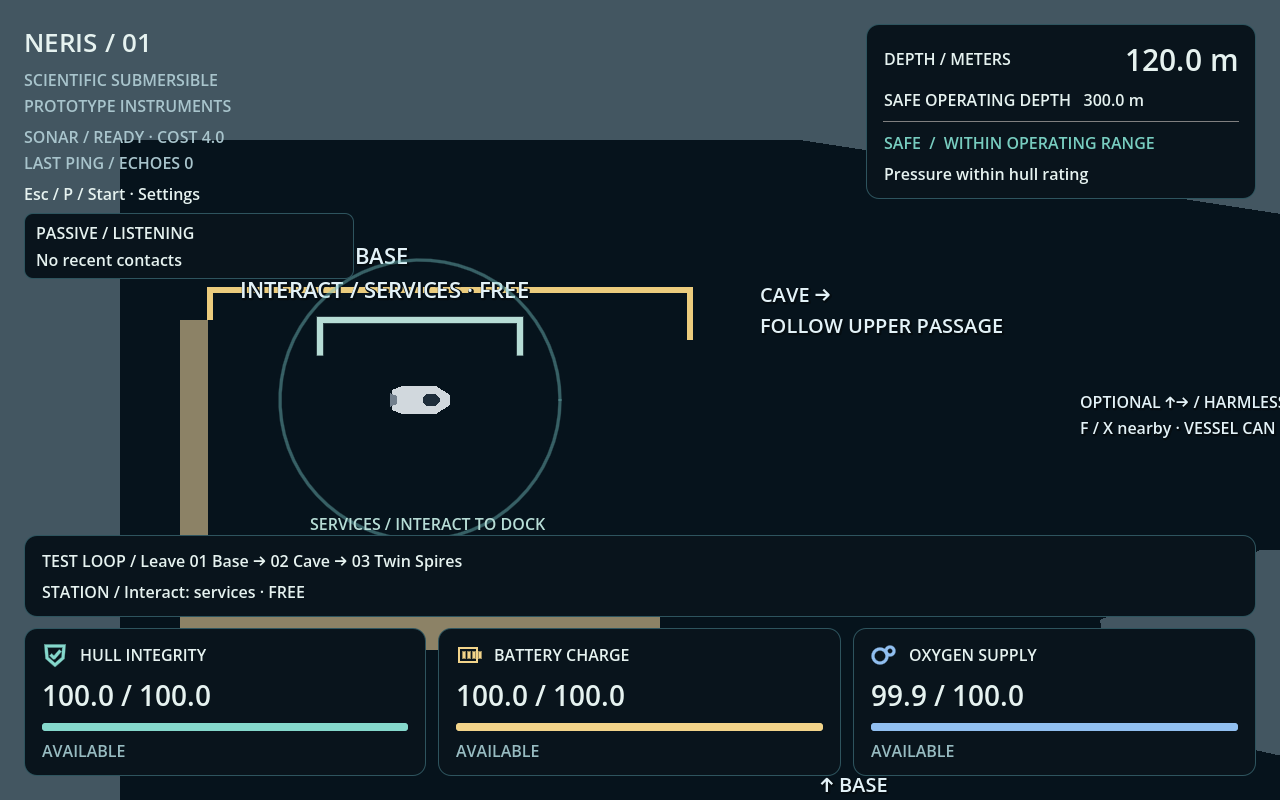 NERIS / 01
SCIENTIFIC SUBMERSIBLE
PROTOTYPE INSTRUMENTS
SONAR / READY · COST 4.0
LAST PING / ECHOES 0
Esc / P / Start · Settings
PASSIVE / LISTENING
No recent contacts
DEPTH / METERS 120.0 m
SAFE OPERATING DEPTH 300.0 m
SAFE / WITHIN OPERATING RANGE
Pressure within hull rating
BASE
INTERACT / SERVICES · FREE
CAVE →
FOLLOW UPPER PASSAGE
OPTIONAL ↑→ / HARMLESS
F / X nearby · VESSEL CAN
SERVICES / INTERACT TO DOCK
TEST LOOP / Leave 01 Base → 02 Cave → 03 Twin Spires
STATION / Interact: services · FREE
HULL INTEGRITY
100.0 / 100.0
AVAILABLE
BATTERY CHARGE
100.0 / 100.0
AVAILABLE
OXYGEN SUPPLY
99.9 / 100.0
AVAILABLE
↑ BASE